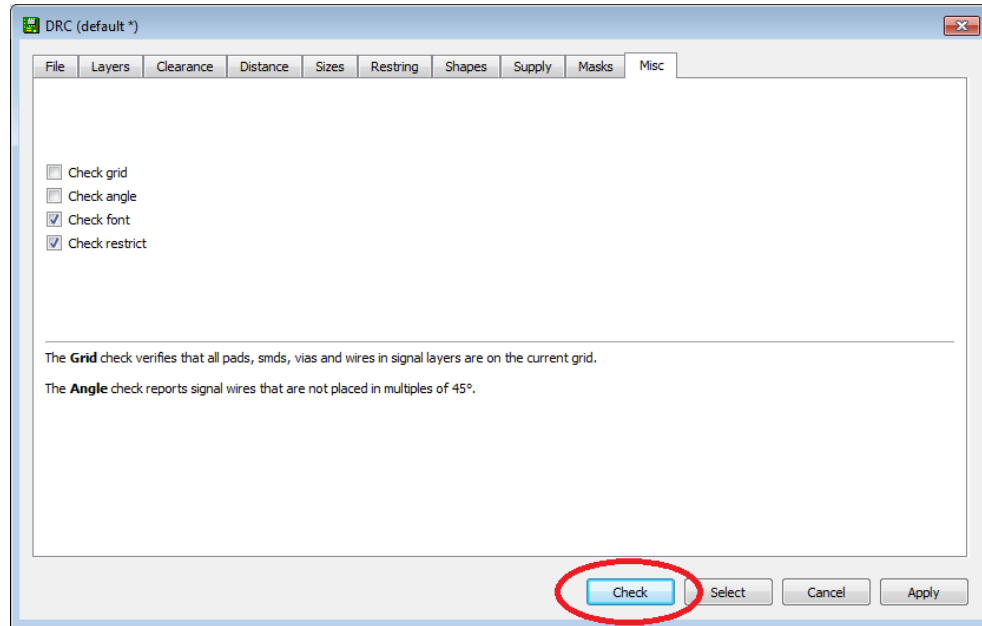 DRC (default *)
File Layers Clearance Distance Sizes Restring Shapes Supply Masks Misc
Check grid
Check angle
Check font
Check restrict
The Grid check verifies that all pads, smds, vias and wires in signal layers are on the current grid.
The Angle check reports signal wires that are not placed in multiples of 45°.
Check Select Cancel Apply